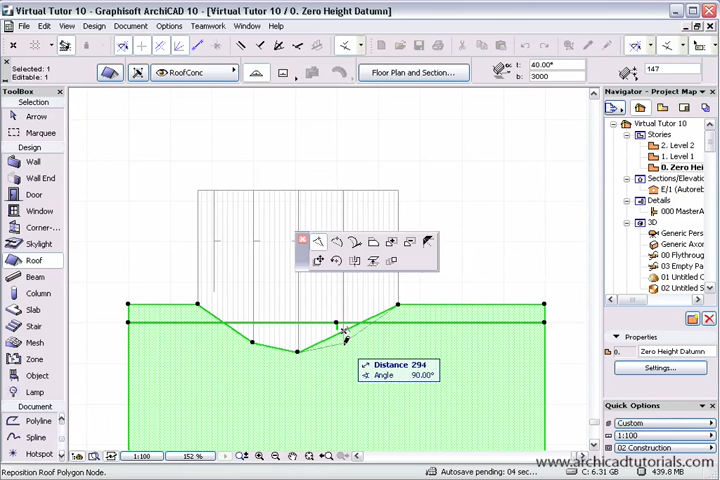 Virtual Tutor 10 - Graphisoft ArchiCAD 10 - [Virtual Tutor 10 / 0. Zero Height Datumn]
File Edit View Design Document Options Teamwork Window Help
Selected: 1
Editable: 1
RoofConc
Floor Plan and Section...
t: 40.00°
b: 3000
147
ToolBox
Selection
Arrow
Marquee
Design
Wall
Wall End
Door
Window
Corner-...
Skylight
Roof
Beam
Column
Slab
Stair
Mesh
Zone
Object
Lamp
Document
Polyline
Spline
Hotspot
Distance 294
Angle 90.00°
Navigator - Project Map
Virtual Tutor 10
Stories
2. Level 2
1. Level 1
0. Zero Hei
Sections/Elevation
E/1 (Autoreb
Details
000 MasterA
3D
Generic Pers
Generic Axor
00 Flythroug
03 Empty Pa
01 Untitled
02 Untitled
Properties
0. Zero Height Datumn
Settings...
Quick Options
Custom
1:100
02 Construction
1:100 152 %
Reposition Roof Polygon Node.
Autosave pending: 04 sec...
C: 6.31 GB
439.8 MB
www.archicadtutorials.com